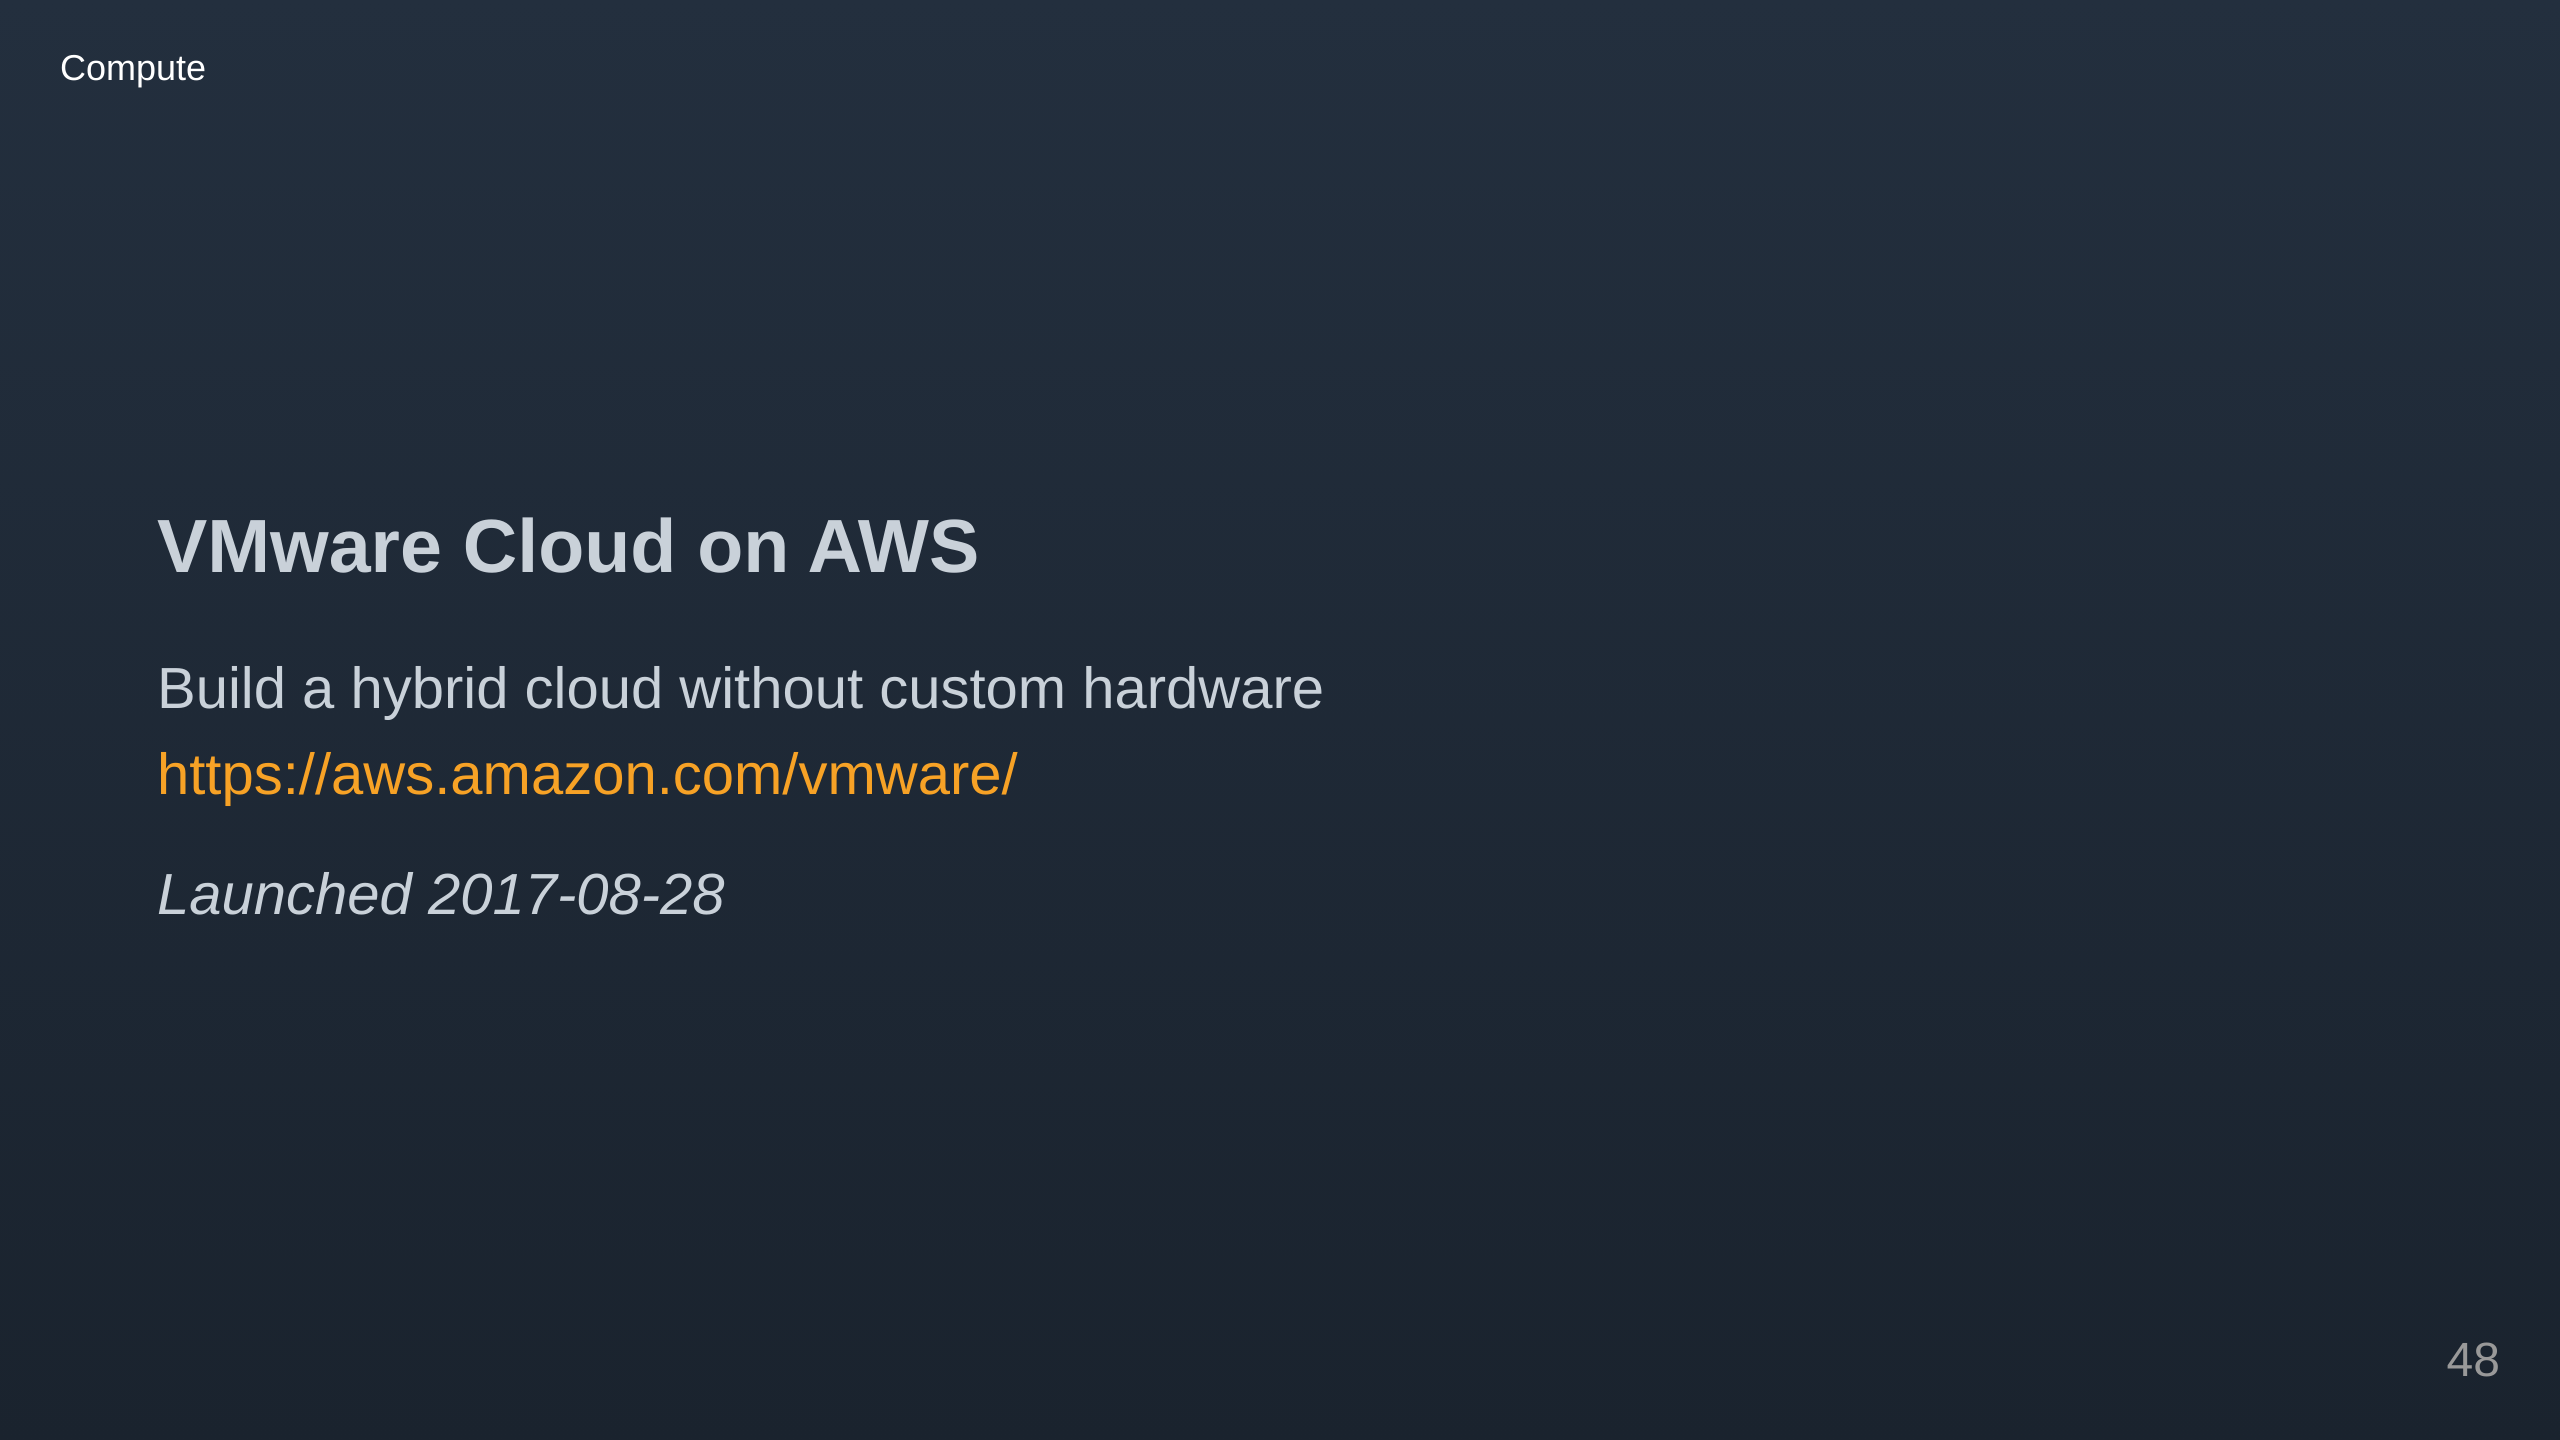 Compute
VMware Cloud on AWS
Build a hybrid cloud without custom hardware
https://aws.amazon.com/vmware/
Launched 2017-08-28
48